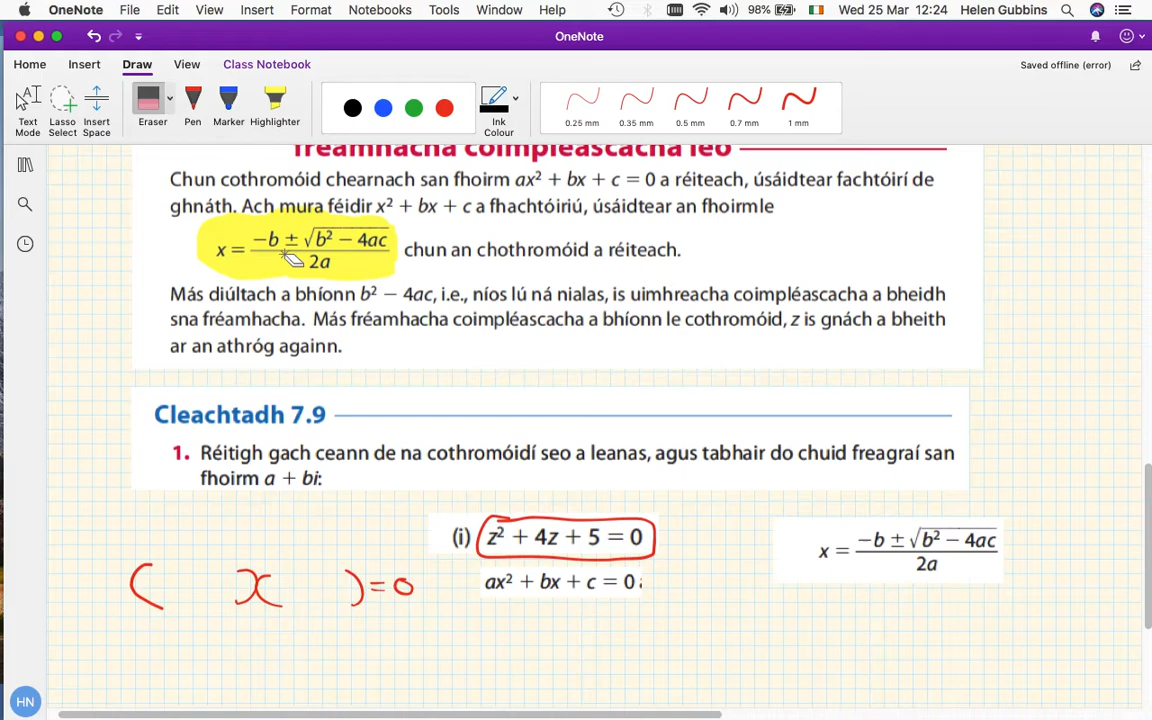 OneNote File Edit View Insert Format Notebooks Tools Window Help 98% Wed 25 Mar 12:24 Helen Gubbins
OneNote
Home Insert Draw View Class Notebook Saved offline (error)
Text Mode
Lasso Select
Insert Space
Eraser
Pen
Marker
Highlighter
Ink Colour
0.25 mm 0.35 mm 0.5 mm 0.7 mm 1 mm
fréamhacha coimpléascacha leo
Chun cothromóid chearnach san fhoirm ax² + bx + c = 0 a réiteach, úsáidtear fachtóirí de
ghnáth. Ach mura féidir x² + bx + c a fhachtóiriú, úsáidtear an fhoirmle
x = (−b ± √(b² − 4ac)) / 2a chun an chothromóid a réiteach.
Más diúltach a bhíonn b² − 4ac, i.e., níos lú ná nialas, is uimhreacha coimpléascacha a bheidh
sna fréamhacha. Más fréamhacha coimpléascacha a bhíonn le cothromóid, z is gnách a bheith
ar an athróg againn.
Cleachtadh 7.9
1. Réitigh gach ceann de na cothromóidí seo a leanas, agus tabhair do chuid freagraí san
fhoirm a + bi:
(i) z² + 4z + 5 = 0
x = (−b ± √(b² − 4ac)) / 2a
ax² + bx + c = 0
( )( ) = 0
HN